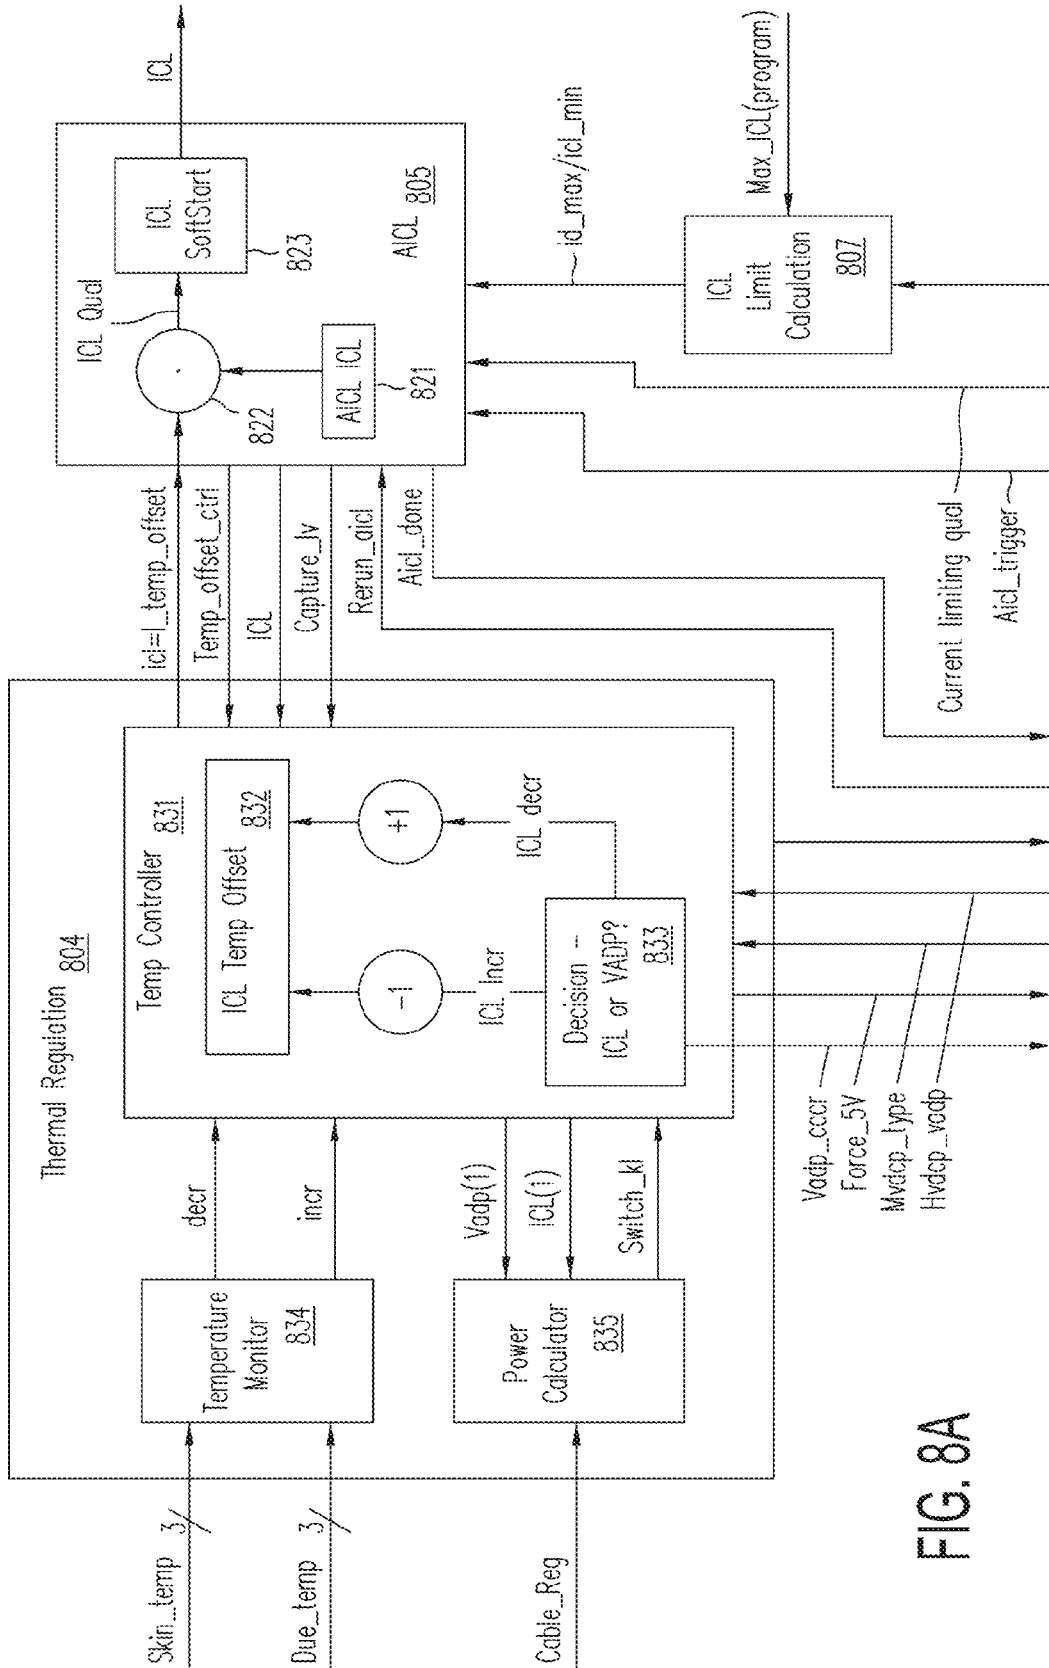 Thermal Regulation 804
Skin_temp 3
Due_temp 3
Cable_Reg
Temperature
Monitor
834
decr
incr
Power
Calculator
835
Vadp(1)
ICL(1)
Switch_kl
Temp Controller 831
ICL Temp Offset 832
-1
+1
ICL Incr
ICL decr
Decision –
ICL or VADP?
833
icl=I_temp_offset
Temp_offset_ctrl
ICL
Capture_lv
Rerun_aicl
Aicl_done
ICL Qual
822
ICL
SoftStart
823
AICL ICL
821
AICL 805
ICL
id_max/icl_min
ICL
Limit
Calculation
807
Max_ICL(program)
Vadp_cccr
Force_5V
Mvdcp_type
Hvdcp_vadp
Current limiting qual
Aicl_trigger
FIG. 8A